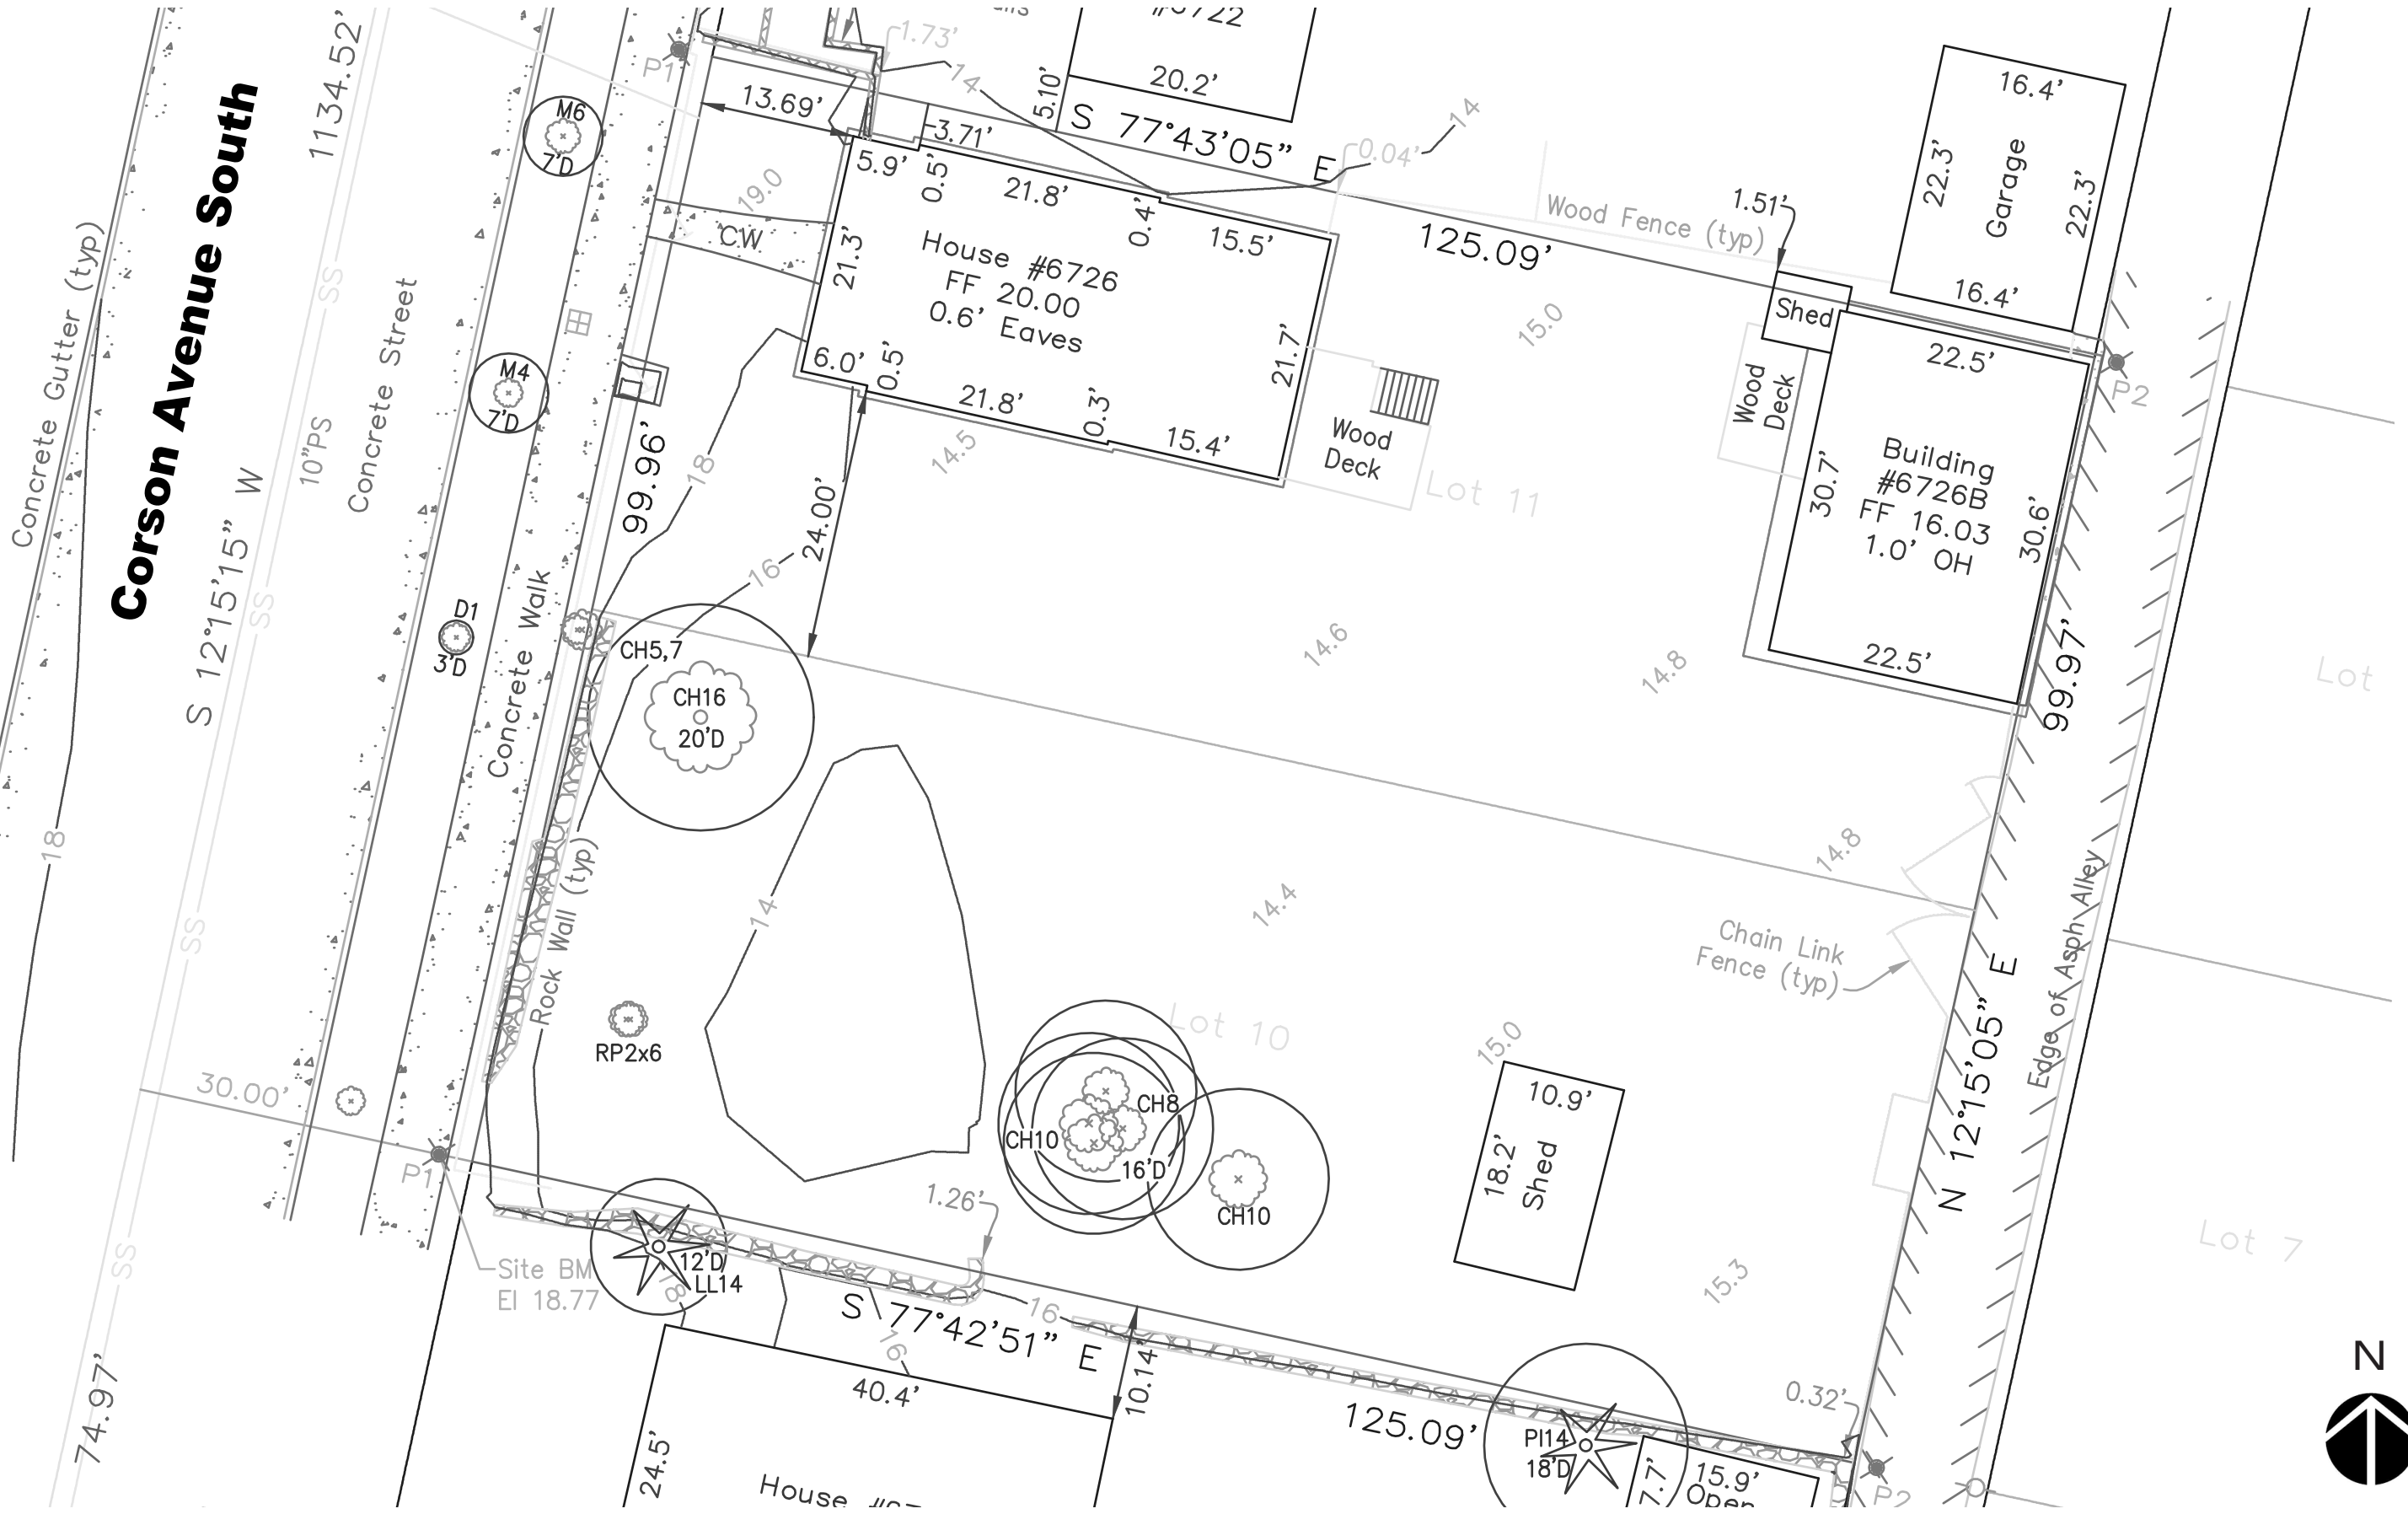 #6722
1.73'
P1
1134.52'
13.69'
14
5.10'
20.2'
S 77°43'05" E
14
0.04'
16.4'
22.3'
Garage
22.3'
16.4'
M6
7'D
3.71'
5.9'
0.5'
21.8'
0.4'
15.5'
19.0
CW
21.3'
House #6726
FF 20.00
0.6' Eaves
125.09'
Wood Fence (typ)
1.51'
Shed
15.0
Corson Avenue South
Concrete Gutter (typ)
SS
Concrete Street
10"PS
S 12°15'15" W
M4
7'D
6.0'
0.5'
21.8'
0.3'
15.4'
21.7'
Wood
Deck
Wood
Deck
22.5'
P2
Building
#6726B
FF 16.03
1.0' OH
30.7'
30.6'
22.5'
99.96'
18
24.00'
14.5
Lot 11
16
SS
D1
3'D
Concrete Walk
CH5,7
CH16
20'D
14.6
14.8
99.97'
Lot
18
Rock Wall (typ)
14
14.4
14.8
Chain Link
Fence (typ)
Edge of Asph Alley
N 12°15'05" E
SS
RP2x6
Lot 10
15.0
CH8
CH10
16'D
CH10
10.9'
18.2'
Shed
30.00'
P1
Site BM
El 18.77
12'D
LL14
18
1.26'
16
S 77°42'51" E
16
10.14'
15.3
Lot 7
SS
74.97'
40.4'
24.5'
House
125.09'
PI14
18'D
0.32'
15.9'
Open
7.7'
P2
N